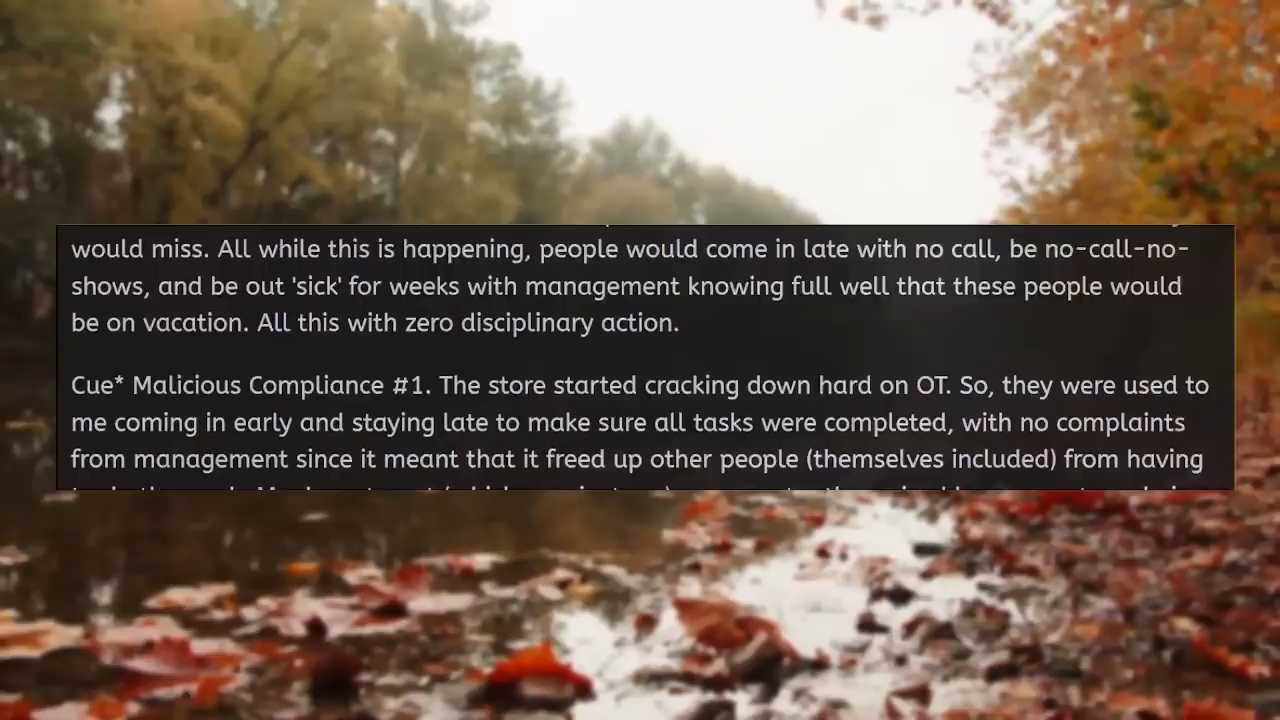 would miss. All while this is happening, people would come in late with no call, be no-call-no-
shows, and be out 'sick' for weeks with management knowing full well that these people would
be on vacation. All this with zero disciplinary action.
Cue* Malicious Compliance #1. The store started cracking down hard on OT. So, they were used to
me coming in early and staying late to make sure all tasks were completed, with no complaints
from management since it meant that it freed up other people (themselves included) from having